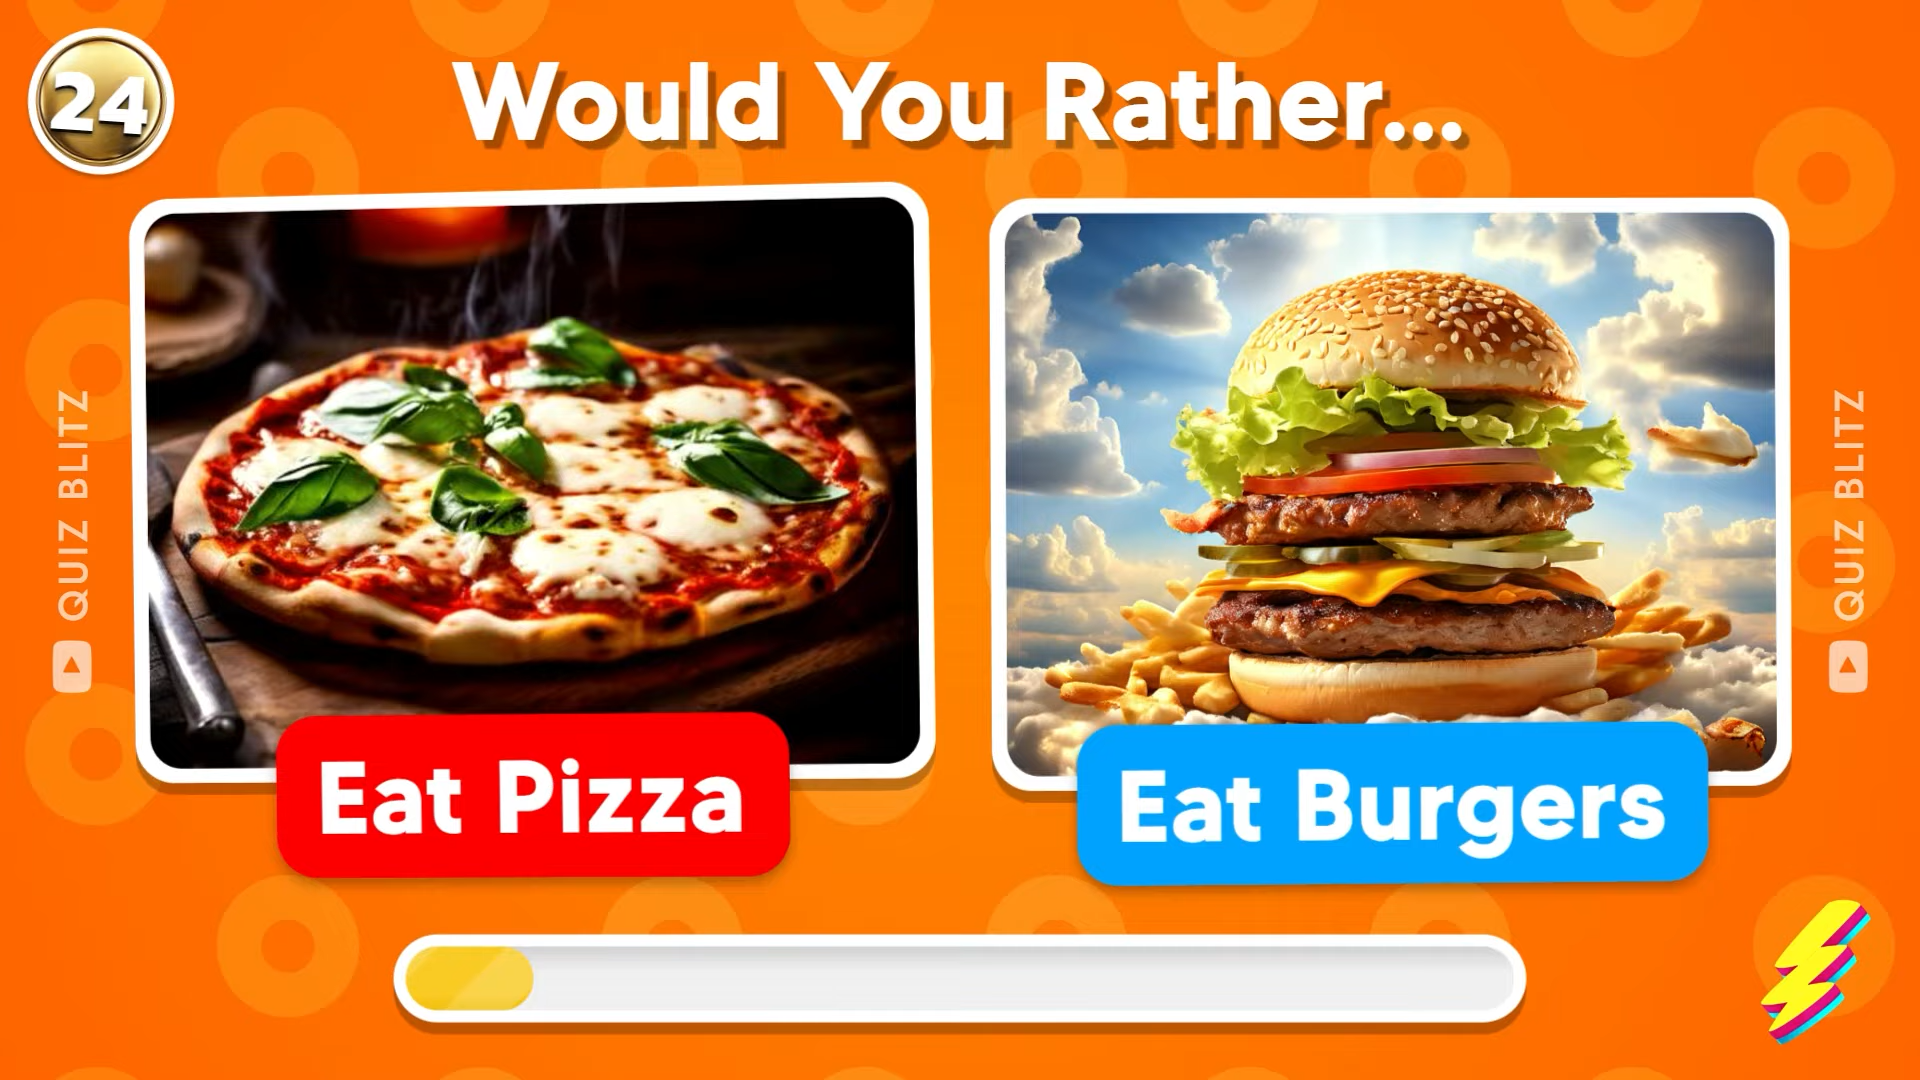 24
Would You Rather...
QUIZ BLITZ
QUIZ BLITZ
Eat Pizza
Eat Burgers